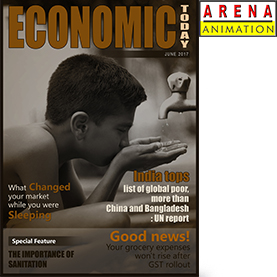 ECONOMIC
TODAY
JUNE 2017
ARENA
ANIMATION
India tops
list of global poor,
more than
China and Bangladesh
: UN report
What Changed
your market
while you were
Sleeping
Good news!
Your grocery expenses
won't rise after
GST rollout
Special Feature
THE IMPORTANCE OF
SANITATION